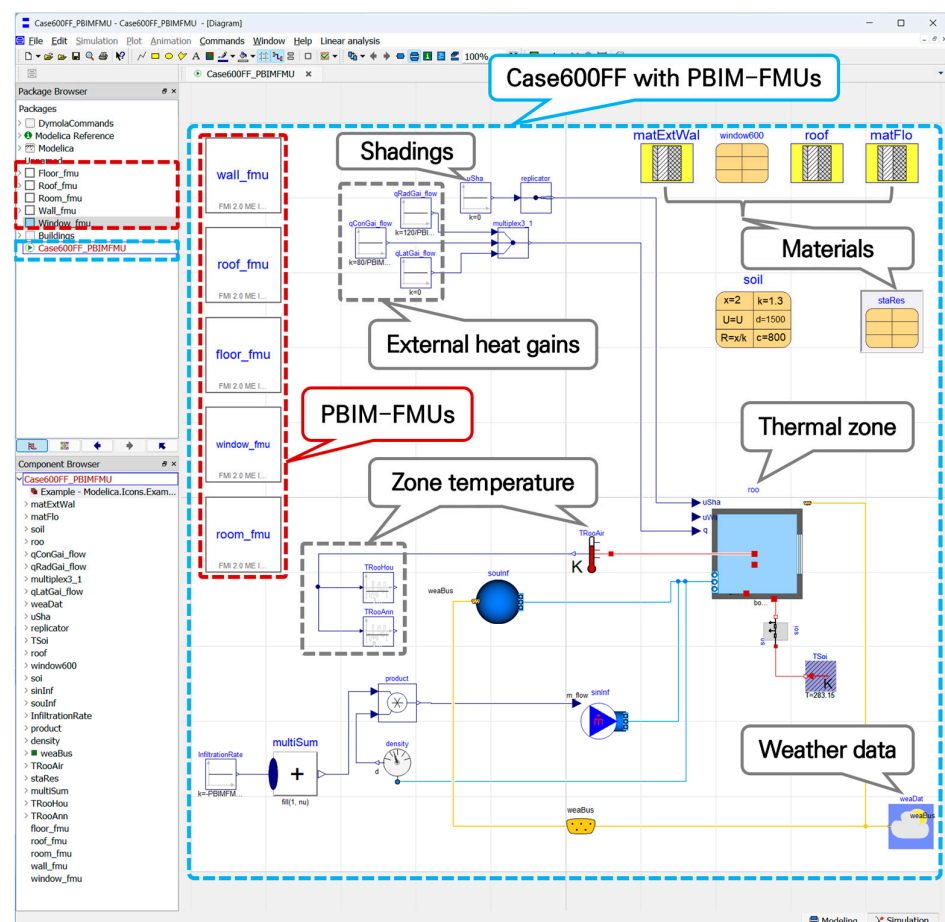 Case600FF_PBIMFMU - Case600FF_PBIMFMU - [Diagram]
File Edit Simulation Plot Animation Commands Window Help Linear analysis
100%
Case600FF_PBIMFMU
Package Browser
Packages
DymolaCommands
Modelica Reference
Modelica
Unnamed
Floor_fmu
Roof_fmu
Room_fmu
Wall_fmu
Window_fmu
Buildings
Case600FF_PBIMFMU
Component Browser
Case600FF_PBIMFMU
Example - Modelica.Icons.Exam...
matExtWal
matFlo
soil
roo
qConGai_flow
qRadGai_flow
multiplex3_1
qLatGai_flow
weaDat
uSha
replicator
TSoi
roof
window600
soi
sinInf
souInf
InfiltrationRate
product
density
weaBus
TRooAir
staRes
multiSum
TRooHou
TRooAnn
floor_fmu
roof_fmu
room_fmu
wall_fmu
window_fmu
Case600FF with PBIM-FMUs
wall_fmu
FMI 2.0 ME I...
roof_fmu
FMI 2.0 ME I...
floor_fmu
FMI 2.0 ME I...
window_fmu
FMI 2.0 ME I...
room_fmu
FMI 2.0 ME I...
PBIM-FMUs
Shadings
uSha
k=0
replicator
qRadGai_flow
k=120/PBI...
qConGai_flow
k=80/PBIM...
qLatGai_flow
k=0
multiplex3_1
External heat gains
matExtWal
window600
roof
matFlo
Materials
soil
x=2 k=1.3
U=U d=1500
R=x/k c=800
staRes
Thermal zone
roo
uSha
uWi
q
bo...
Zone temperature
TRooAir
K
TRooHou
TRooAnn
weaBus
souInf
soi
TSoi
K
T=283.15
product
m_flow
sinInf
m
InfiltrationRate
k=-PBIMFM...
multiSum
+
fill(1, nu)
density
d
weaBus
Weather data
weaDat
weaBus
Modeling
Simulation